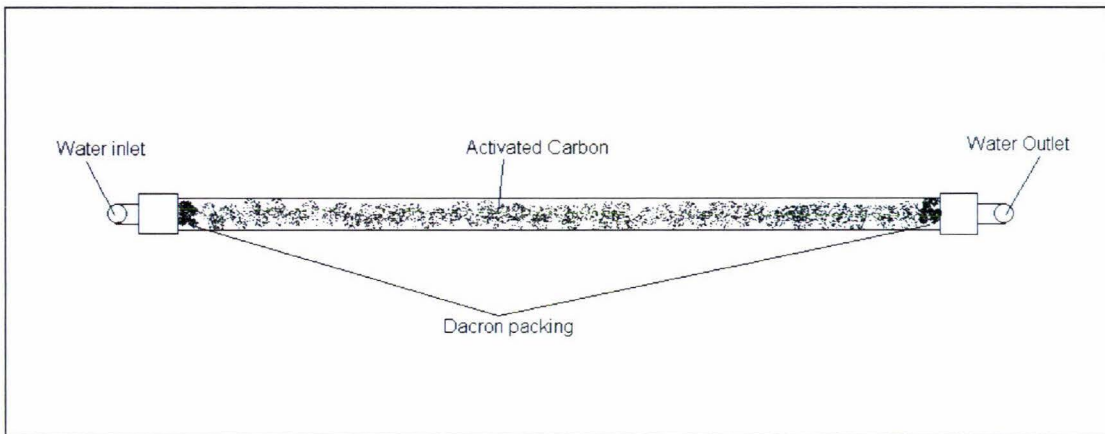 Water inlet
Activated Carbon
Water Outlet
Dacron packing